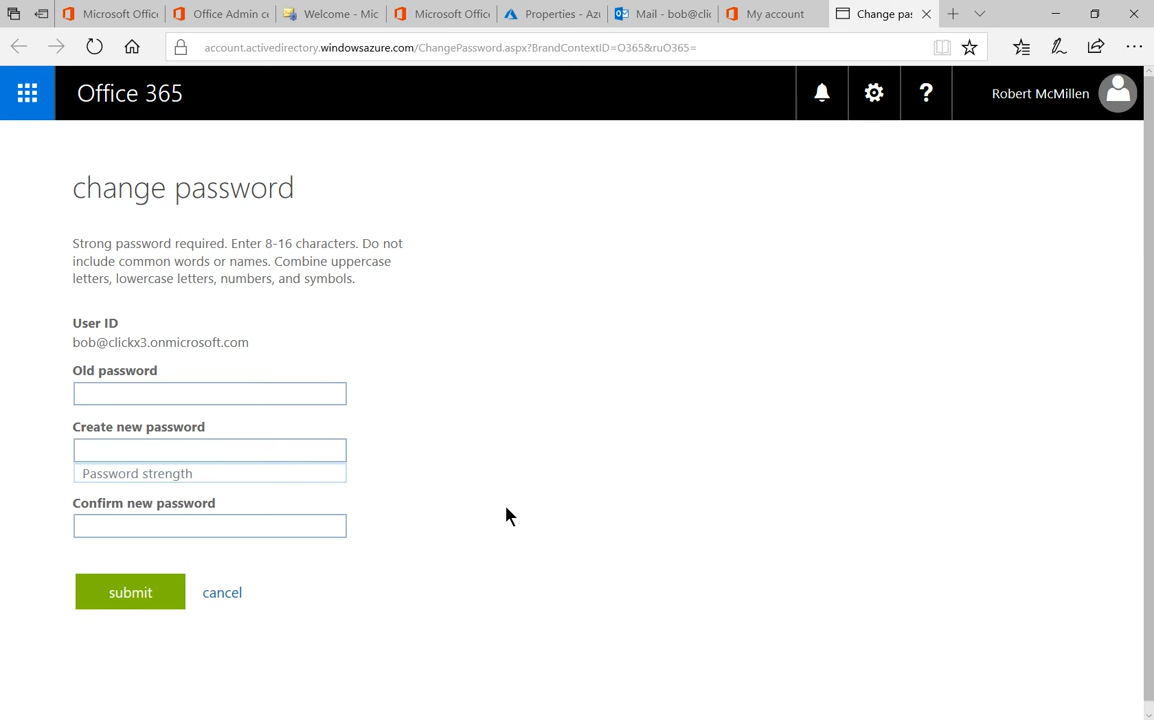 Microsoft Offic
Office Admin ce
Welcome - Mic
Microsoft Office
Properties - Azu
Mail - bob@clic
My account
Change pas
account.activedirectory.windowsazure.com/ChangePassword.aspx?BrandContextID=O365&ruO365=
Office 365
?
Robert McMillen
change password
Strong password required. Enter 8-16 characters. Do not
include common words or names. Combine uppercase
letters, lowercase letters, numbers, and symbols.
User ID
bob@clickx3.onmicrosoft.com
Old password
Create new password
Password strength
Confirm new password
submit
cancel